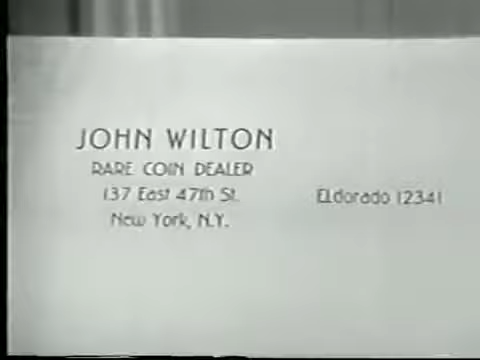 JOHN WILTON
RARE COIN DEALER
137 East 47th St.
New York, N.Y.
ELdorado 12341